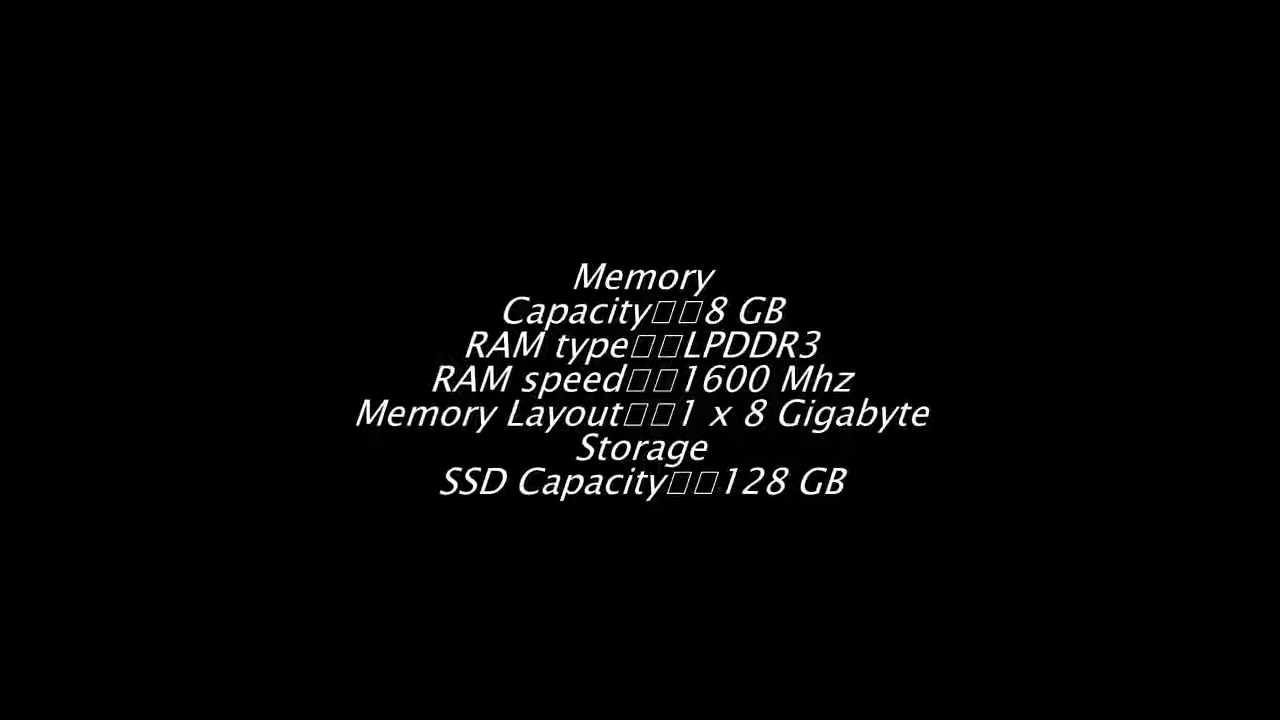 Memory
Capacity□□8 GB
RAM type□□LPDDR3
RAM speed□□1600 Mhz
Memory Layout□□1 x 8 Gigabyte
Storage
SSD Capacity□□128 GB